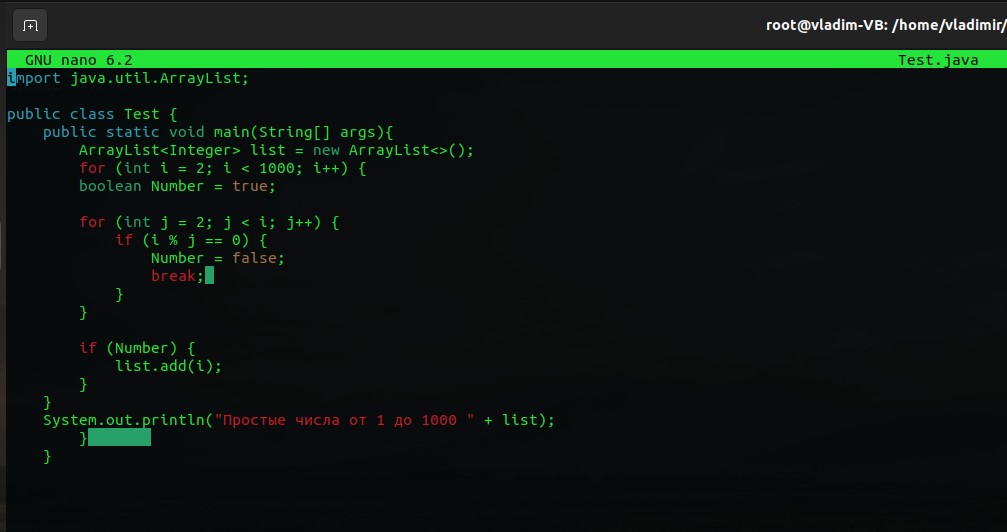 root@vladim-VB: /home/vladimir/
GNU nano 6.2 Test.java
import java.util.ArrayList;

public class Test {
    public static void main(String[] args){
        ArrayList<Integer> list = new ArrayList<>();
        for (int i = 2; i < 1000; i++) {
        boolean Number = true;

        for (int j = 2; j < i; j++) {
            if (i % j == 0) {
                Number = false;
                break;
            }
        }

        if (Number) {
            list.add(i);
        }
    }
    System.out.println("Простые числа от 1 до 1000 " + list);
        }
    }